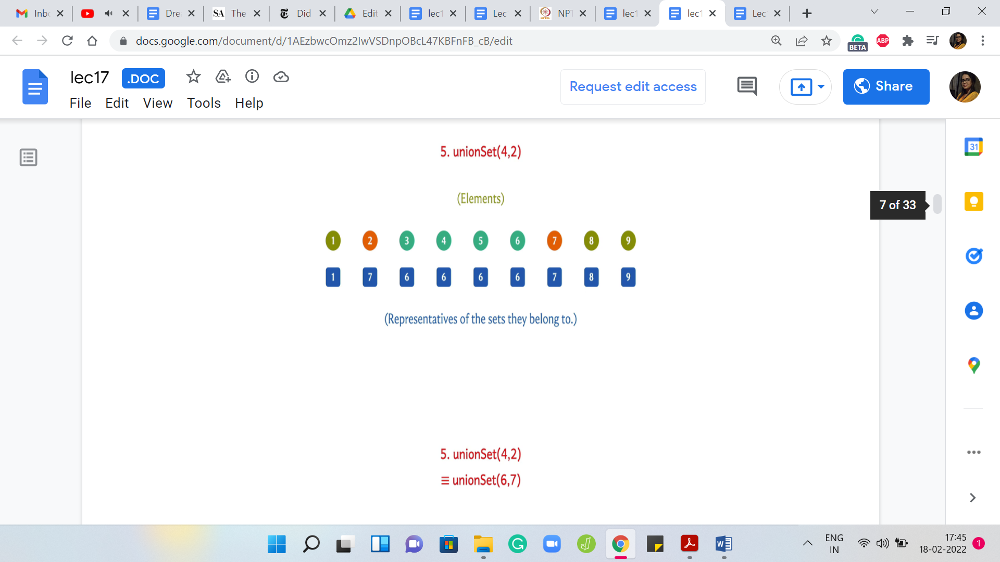 Inbc
Dre
SA The
Did
Edit
lec1
Lec
NPTEL NPT
lec1
lec1
Lec
docs.google.com/document/d/1AEzbwcOmz2IwVSDnpOBcL47KBFnFB_cB/edit
BETA
ABP
lec17 .DOC
Request edit access
Share
File Edit View Tools Help
31
5. unionSet(4,2)
(Elements)
7 of 33
1 2 3 4 5 6 7 8 9
1 7 6 6 6 6 7 8 9
(Representatives of the sets they belong to.)
5. unionSet(4,2)
≡ unionSet(6,7)
ENG
IN
17:45
18-02-2022
1